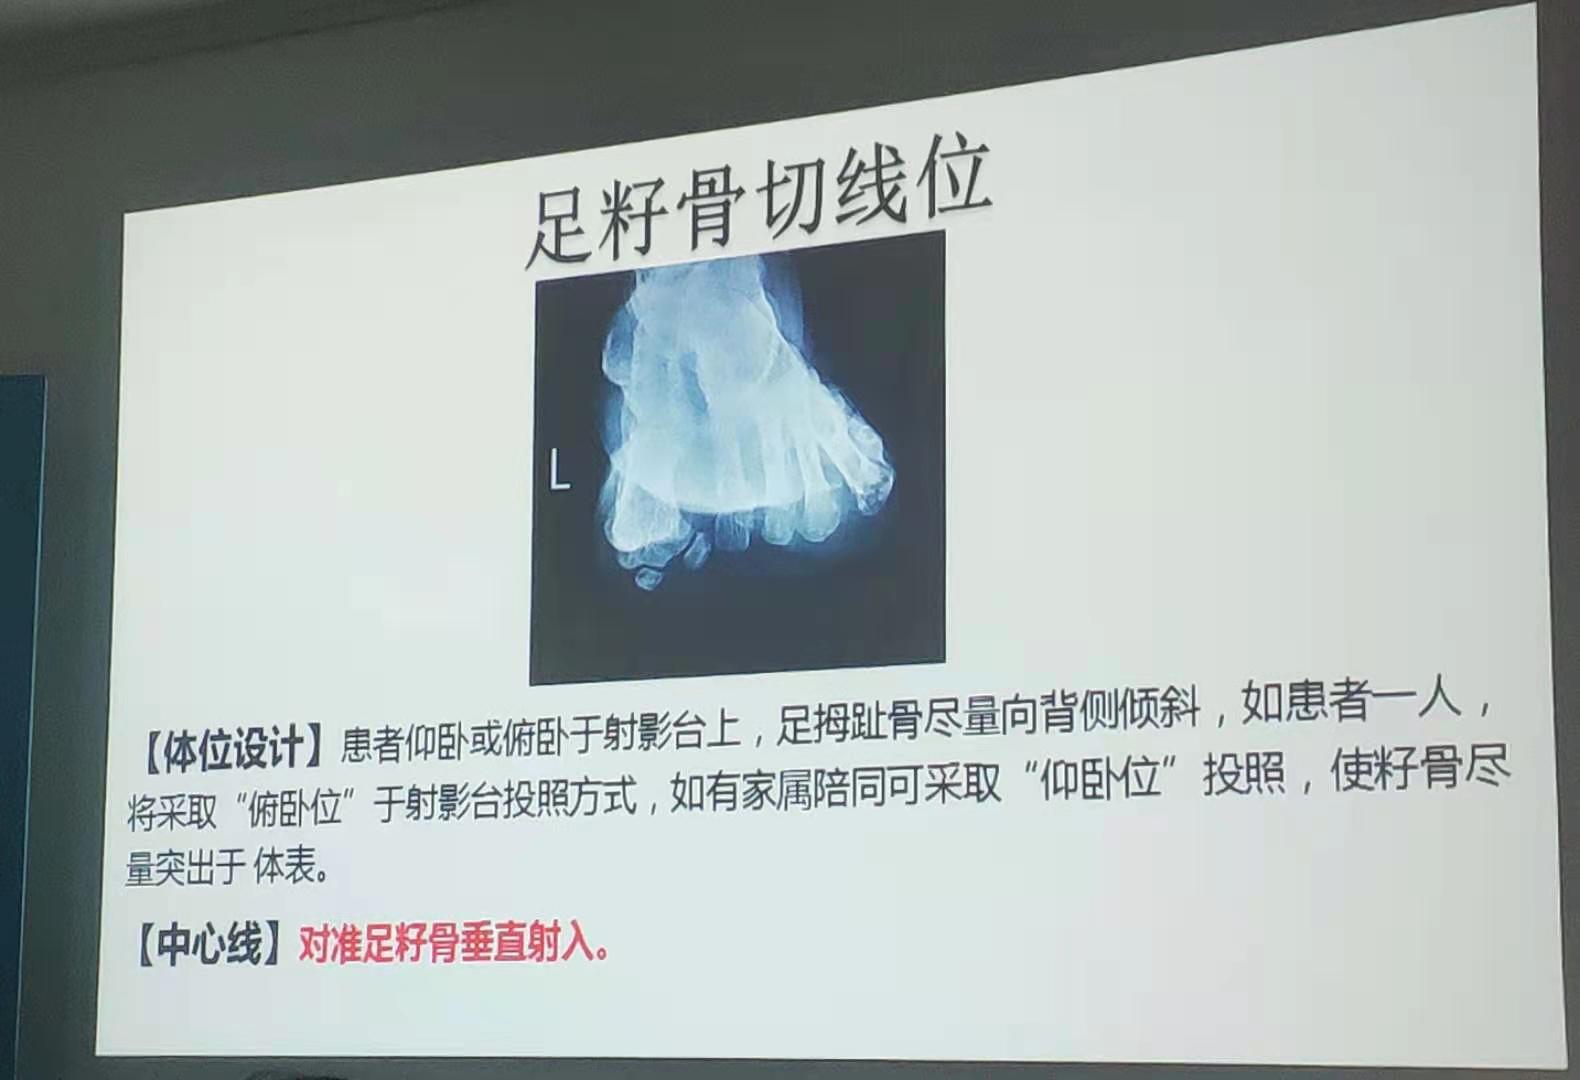 足籽骨切线位
L
【体位设计】患者仰卧或俯卧于射影台上，足拇趾骨尽量向背侧倾斜，如患者一人，
将采取“俯卧位”于射影台投照方式，如有家属陪同可采取“仰卧位”投照，使籽骨尽
量突出于 体表。
【中心线】对准足籽骨垂直射入。